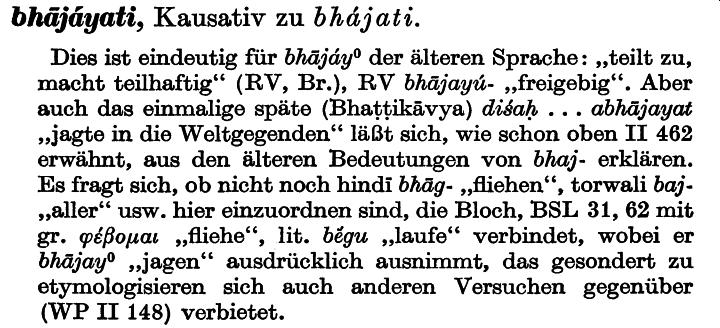 bhājáyati, Kausativ zu bhájati.
Dies ist eindeutig für bhājáy⁰ der älteren Sprache: „teilt zu,
macht teilhaftig“ (RV, Br.), RV bhājayú- „freigebig“. Aber
auch das einmalige späte (Bhaṭṭikāvya) diśaḥ . . . abhājayat
„jagte in die Weltgegenden“ läßt sich, wie schon oben II 462
erwähnt, aus den älteren Bedeutungen von bhaj- erklären.
Es fragt sich, ob nicht noch hindī bhāg- „fliehen“, torwali baj-
„aller“ usw. hier einzuordnen sind, die Bloch, BSL 31, 62 mit
gr. φέβομαι „fliehe“, lit. bė́gu „laufe“ verbindet, wobei er
bhājay⁰ „jagen“ ausdrücklich ausnimmt, das gesondert zu
etymologisieren sich auch anderen Versuchen gegenüber
(WP II 148) verbietet.